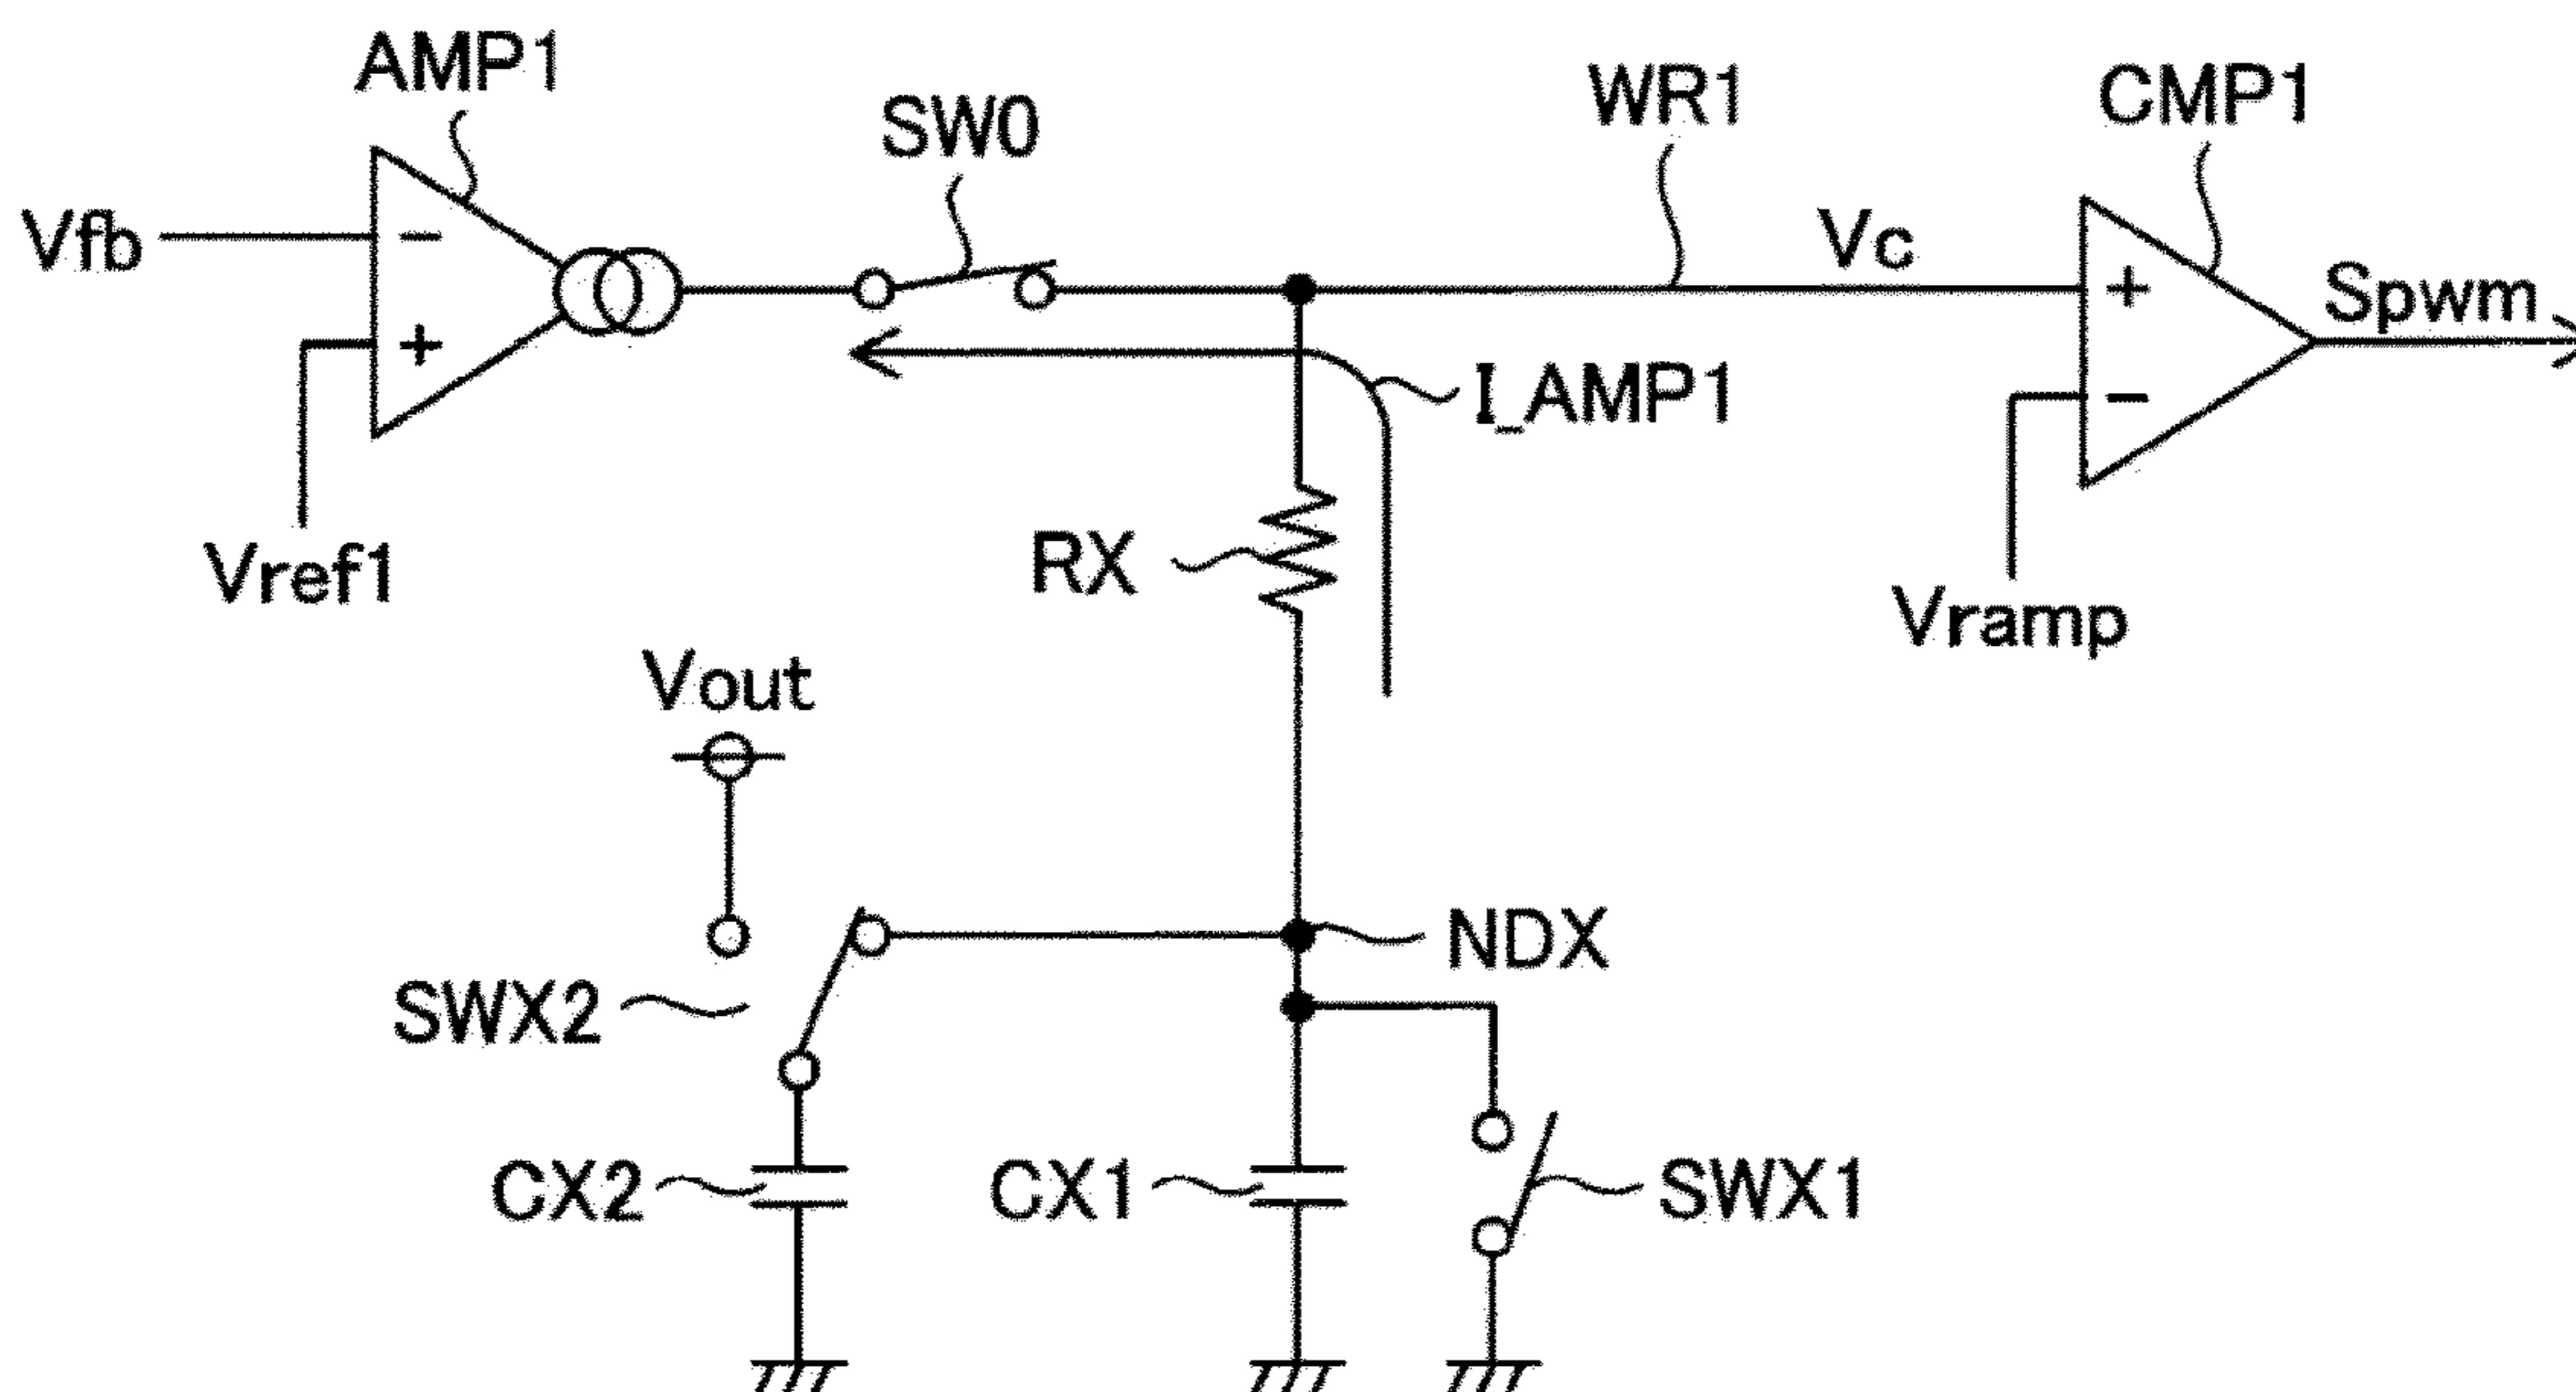 AMP1
SW0
WR1
CMP1
Vfb
−
+
Vref1
Vc
+
−
Spwm
I_AMP1
Vramp
RX
Vout
NDX
SWX2
CX2
CX1
SWX1